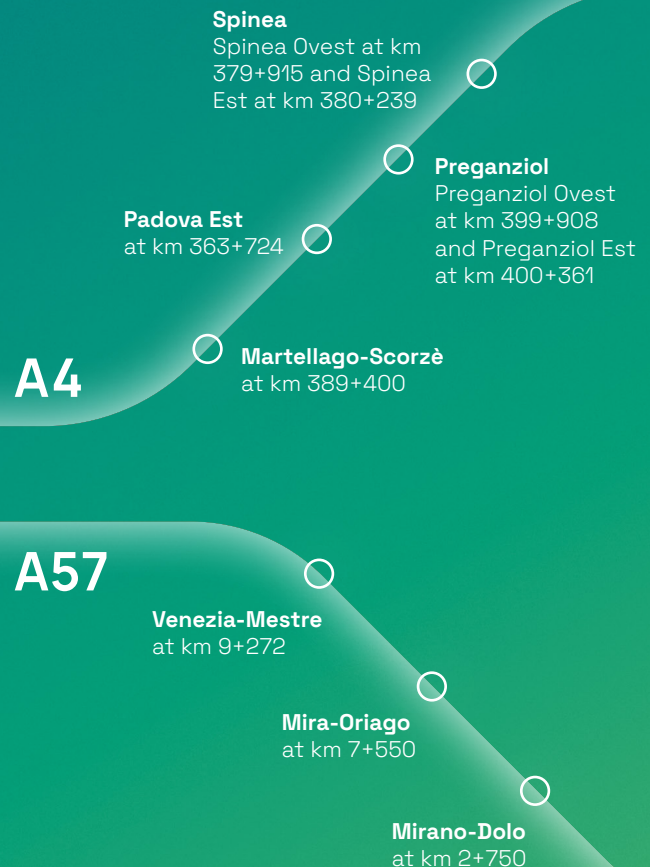 Spinea
Spinea Ovest at km
379+915 and Spinea
Est at km 380+239
Preganziol
Preganziol Ovest
at km 399+908
and Preganziol Est
at km 400+361
Padova Est
at km 363+724
Martellago-Scorzè
at km 389+400
A4
A57
Venezia-Mestre
at km 9+272
Mira-Oriago
at km 7+550
Mirano-Dolo
at km 2+750